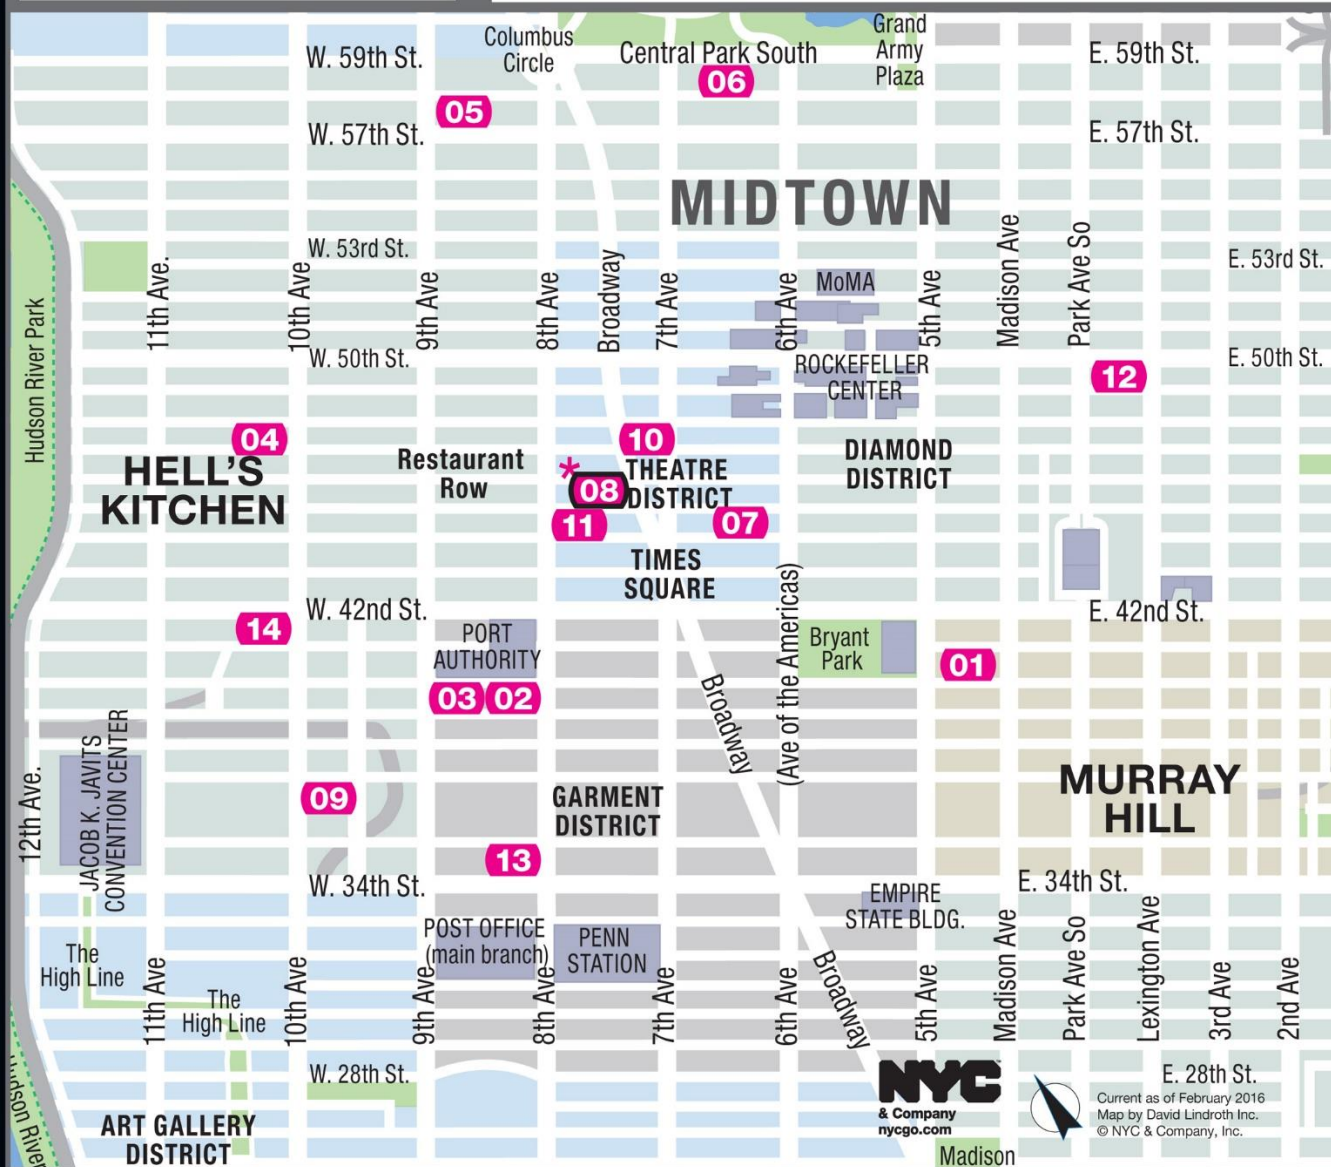 Columbus
Circle
Grand
Army
Plaza
W. 59th St.
Central Park South
E. 59th St.
06
05
W. 57th St.
E. 57th St.
MIDTOWN
W. 53rd St.
E. 53rd St.
Hudson River Park
11th Ave.
10th Ave
9th Ave
8th Ave
Broadway
7th Ave
6th Ave
MoMA
5th Ave
Madison Ave
Park Ave So
W. 50th St.
ROCKEFELLER
CENTER
E. 50th St.
12
04
10
HELL'S
KITCHEN
Restaurant
Row
*
THEATRE
DISTRICT
08
DIAMOND
DISTRICT
11
07
TIMES
SQUARE
W. 42nd St.
E. 42nd St.
14
PORT
AUTHORITY
(Ave of the Americas)
Bryant
Park
01
03
02
Broadway
12th Ave.
JACOB K. JAVITS
CONVENTION CENTER
09
GARMENT
DISTRICT
MURRAY
HILL
13
W. 34th St.
E. 34th St.
EMPIRE
STATE BLDG.
POST OFFICE
(main branch)
PENN
STATION
The
High Line
The
High Line
11th Ave
10th Ave
9th Ave
8th Ave
7th Ave
6th Ave
Broadway
5th Ave
Madison Ave
Park Ave So
Lexington Ave
3rd Ave
2nd Ave
W. 28th St.
E. 28th St.
Hudson River
ART GALLERY
DISTRICT
NYC
& Company
nycgo.com
Current as of February 2016
Map by David Lindroth Inc.
© NYC & Company, Inc.
Madison